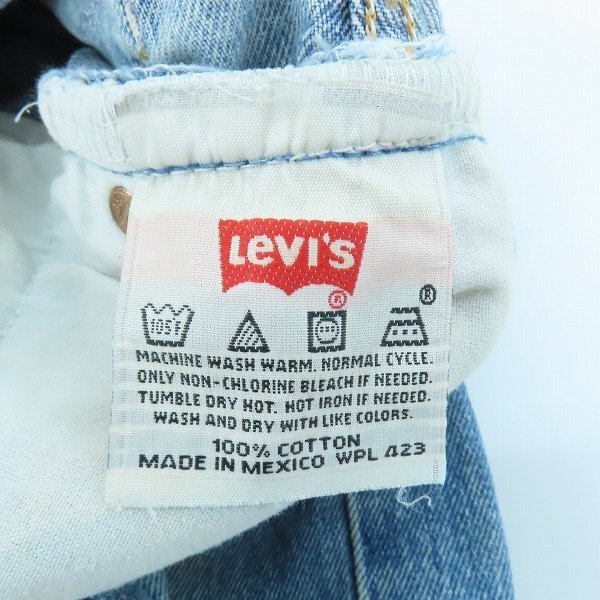 LEVI'S
®
105F
®
MACHINE WASH WARM. NORMAL CYCLE.
ONLY NON-CHLORINE BLEACH IF NEEDED.
TUMBLE DRY HOT. HOT IRON IF NEEDED.
WASH AND DRY WITH LIKE COLORS.
100% COTTON
MADE IN MEXICO WPL 423